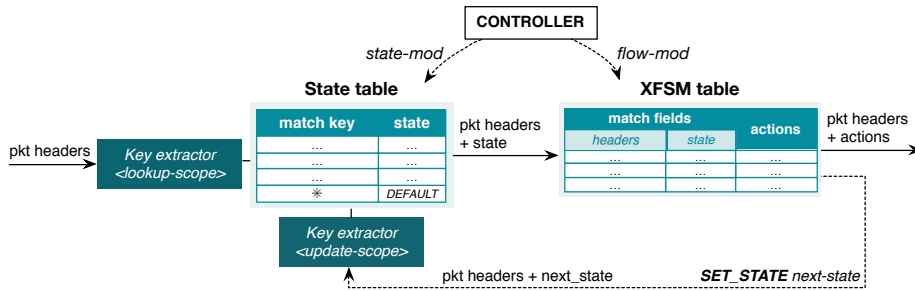 CONTROLLER
state-mod
flow-mod
State table
XFSM table
match key state
... ...
... ...
... ...
✳ DEFAULT
pkt headers
Key extractor
<lookup-scope>
pkt headers
+ state
match fields actions
headers state
... ... ...
... ... ...
... ... ...
pkt headers
+ actions
Key extractor
<update-scope>
pkt headers + next_state
SET_STATE next-state